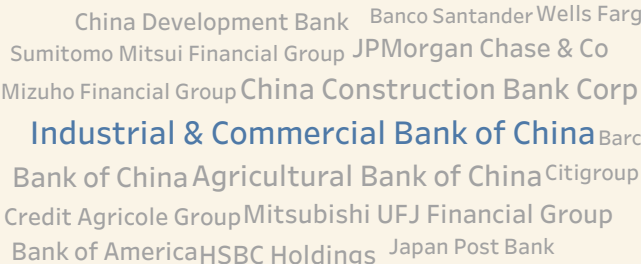 China Development Bank Banco Santander Wells Farg
Sumitomo Mitsui Financial Group JPMorgan Chase & Co
Mizuho Financial Group China Construction Bank Corp
Industrial & Commercial Bank of China Barc
Bank of China Agricultural Bank of China Citigroup
Credit Agricole Group Mitsubishi UFJ Financial Group
Bank of America HSBC Holdings Japan Post Bank